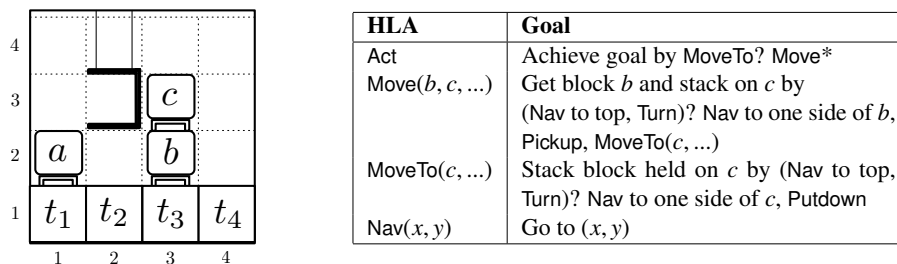 4
3
c
2
a
b
1
t₁ t₂ t₃ t₄
1 2 3 4
HLA Goal
Act Achieve goal by MoveTo? Move*
Move(b, c, ...) Get block b and stack on c by
(Nav to top, Turn)? Nav to one side of b,
Pickup, MoveTo(c, ...)
MoveTo(c, ...) Stack block held on c by (Nav to top,
Turn)? Nav to one side of c, Putdown
Nav(x, y) Go to (x, y)